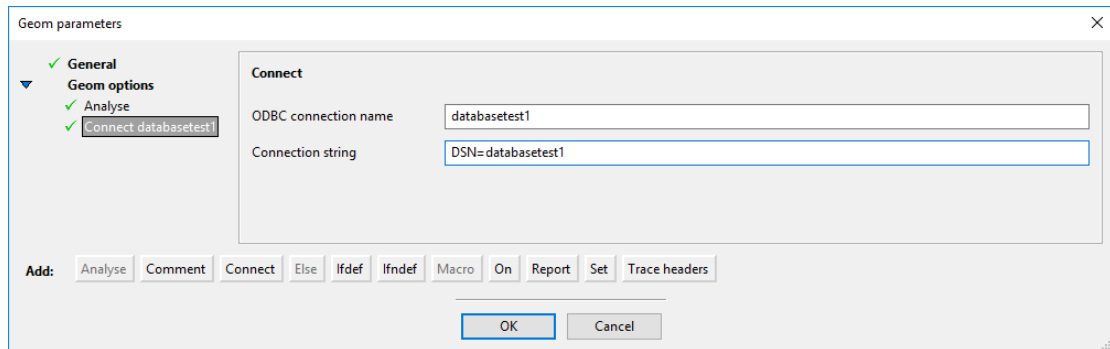 Geom parameters
General
Geom options
Analyse
Connect databasetest1
Connect
ODBC connection name databasetest1
Connection string DSN=databasetest1
Add: Analyse Comment Connect Else Ifdef Ifndef Macro On Report Set Trace headers
OK Cancel